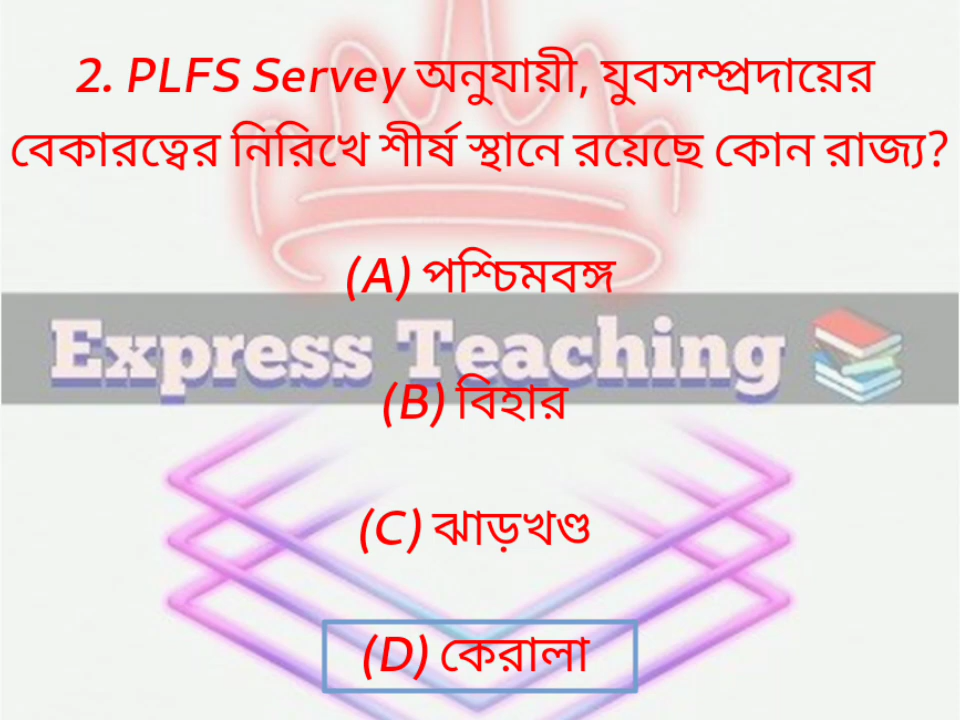 2. PLFS Servey অনুযায়ী, যুবসম্প্রদায়ের
বেকারত্বের নিরিখে শীর্ষ স্থানে রয়েছে কোন রাজ্য?
(A) পশ্চিমবঙ্গ
Express Teaching
(B) বিহার
(C) ঝাড়খণ্ড
(D) কেরালা